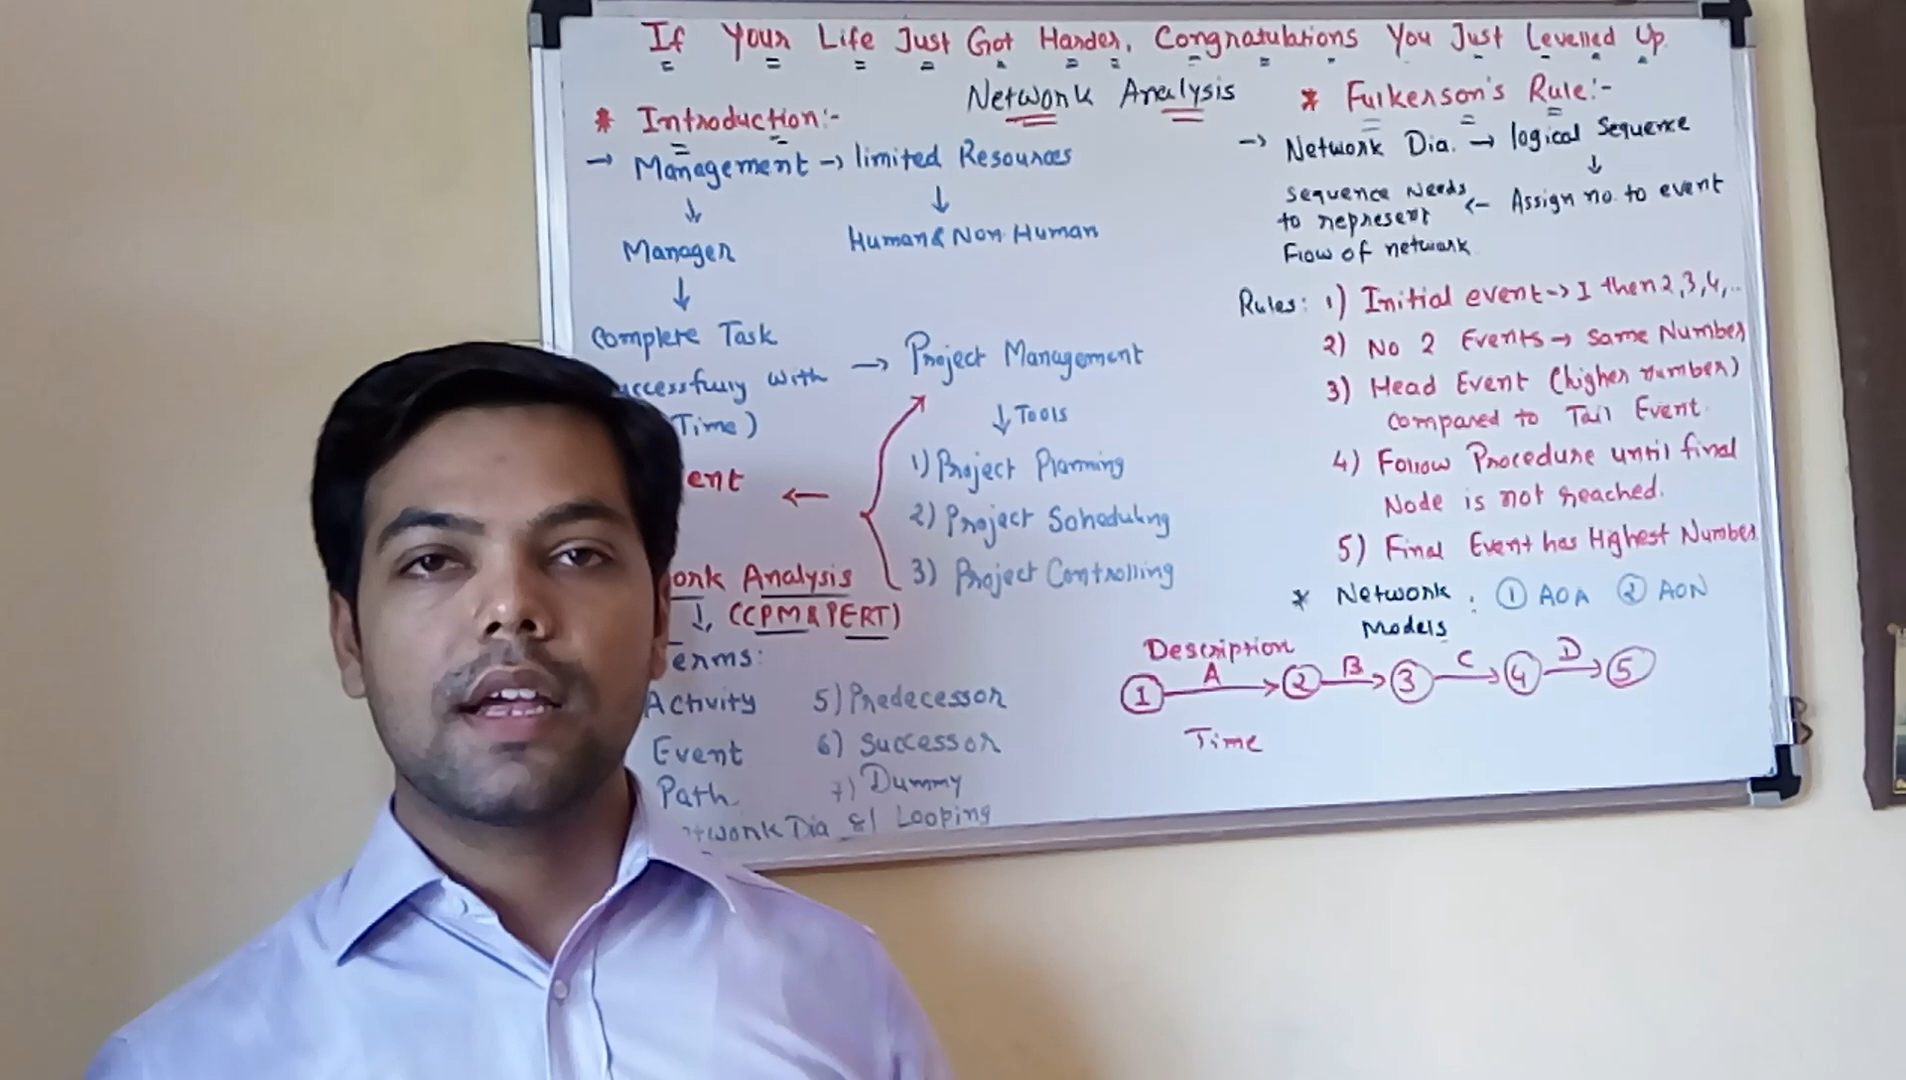 If Your Life Just Got Harder, Congratulations You Just Levelled Up
Network Analysis
* Introduction:-
→ Management → limited Resources
↓ ↓
Manager Human & Non Human
↓
Complete Task
uccessfully with → Project Management
Time) ↓ Tools
1) Project Planning
ent ←
2) Project Scheduling
3) Project Controlling
ork Analysis
↓, (CPM & PERT)
erms:
Activity 5) Predecessor
Event 6) Successor
Path 7) Dummy
twork Dia 8) Looping
* Fulkerson's Rule:-
→ Network Dia. → logical Sequence
↓
Sequence Needs ← Assign no. to event
to represent
Flow of network
Rules: 1) Initial event → 1 then 2,3,4,..
2) No 2 Events → Same Number
3) Head Event (higher number)
compared to Tail Event.
4) Follow Procedure until final
Node is not reached.
5) Final Event has Highest Number
* Network : ① AOA ② AON
Models
Description
① A → ② B → ③ C → ④ D → ⑤
Time